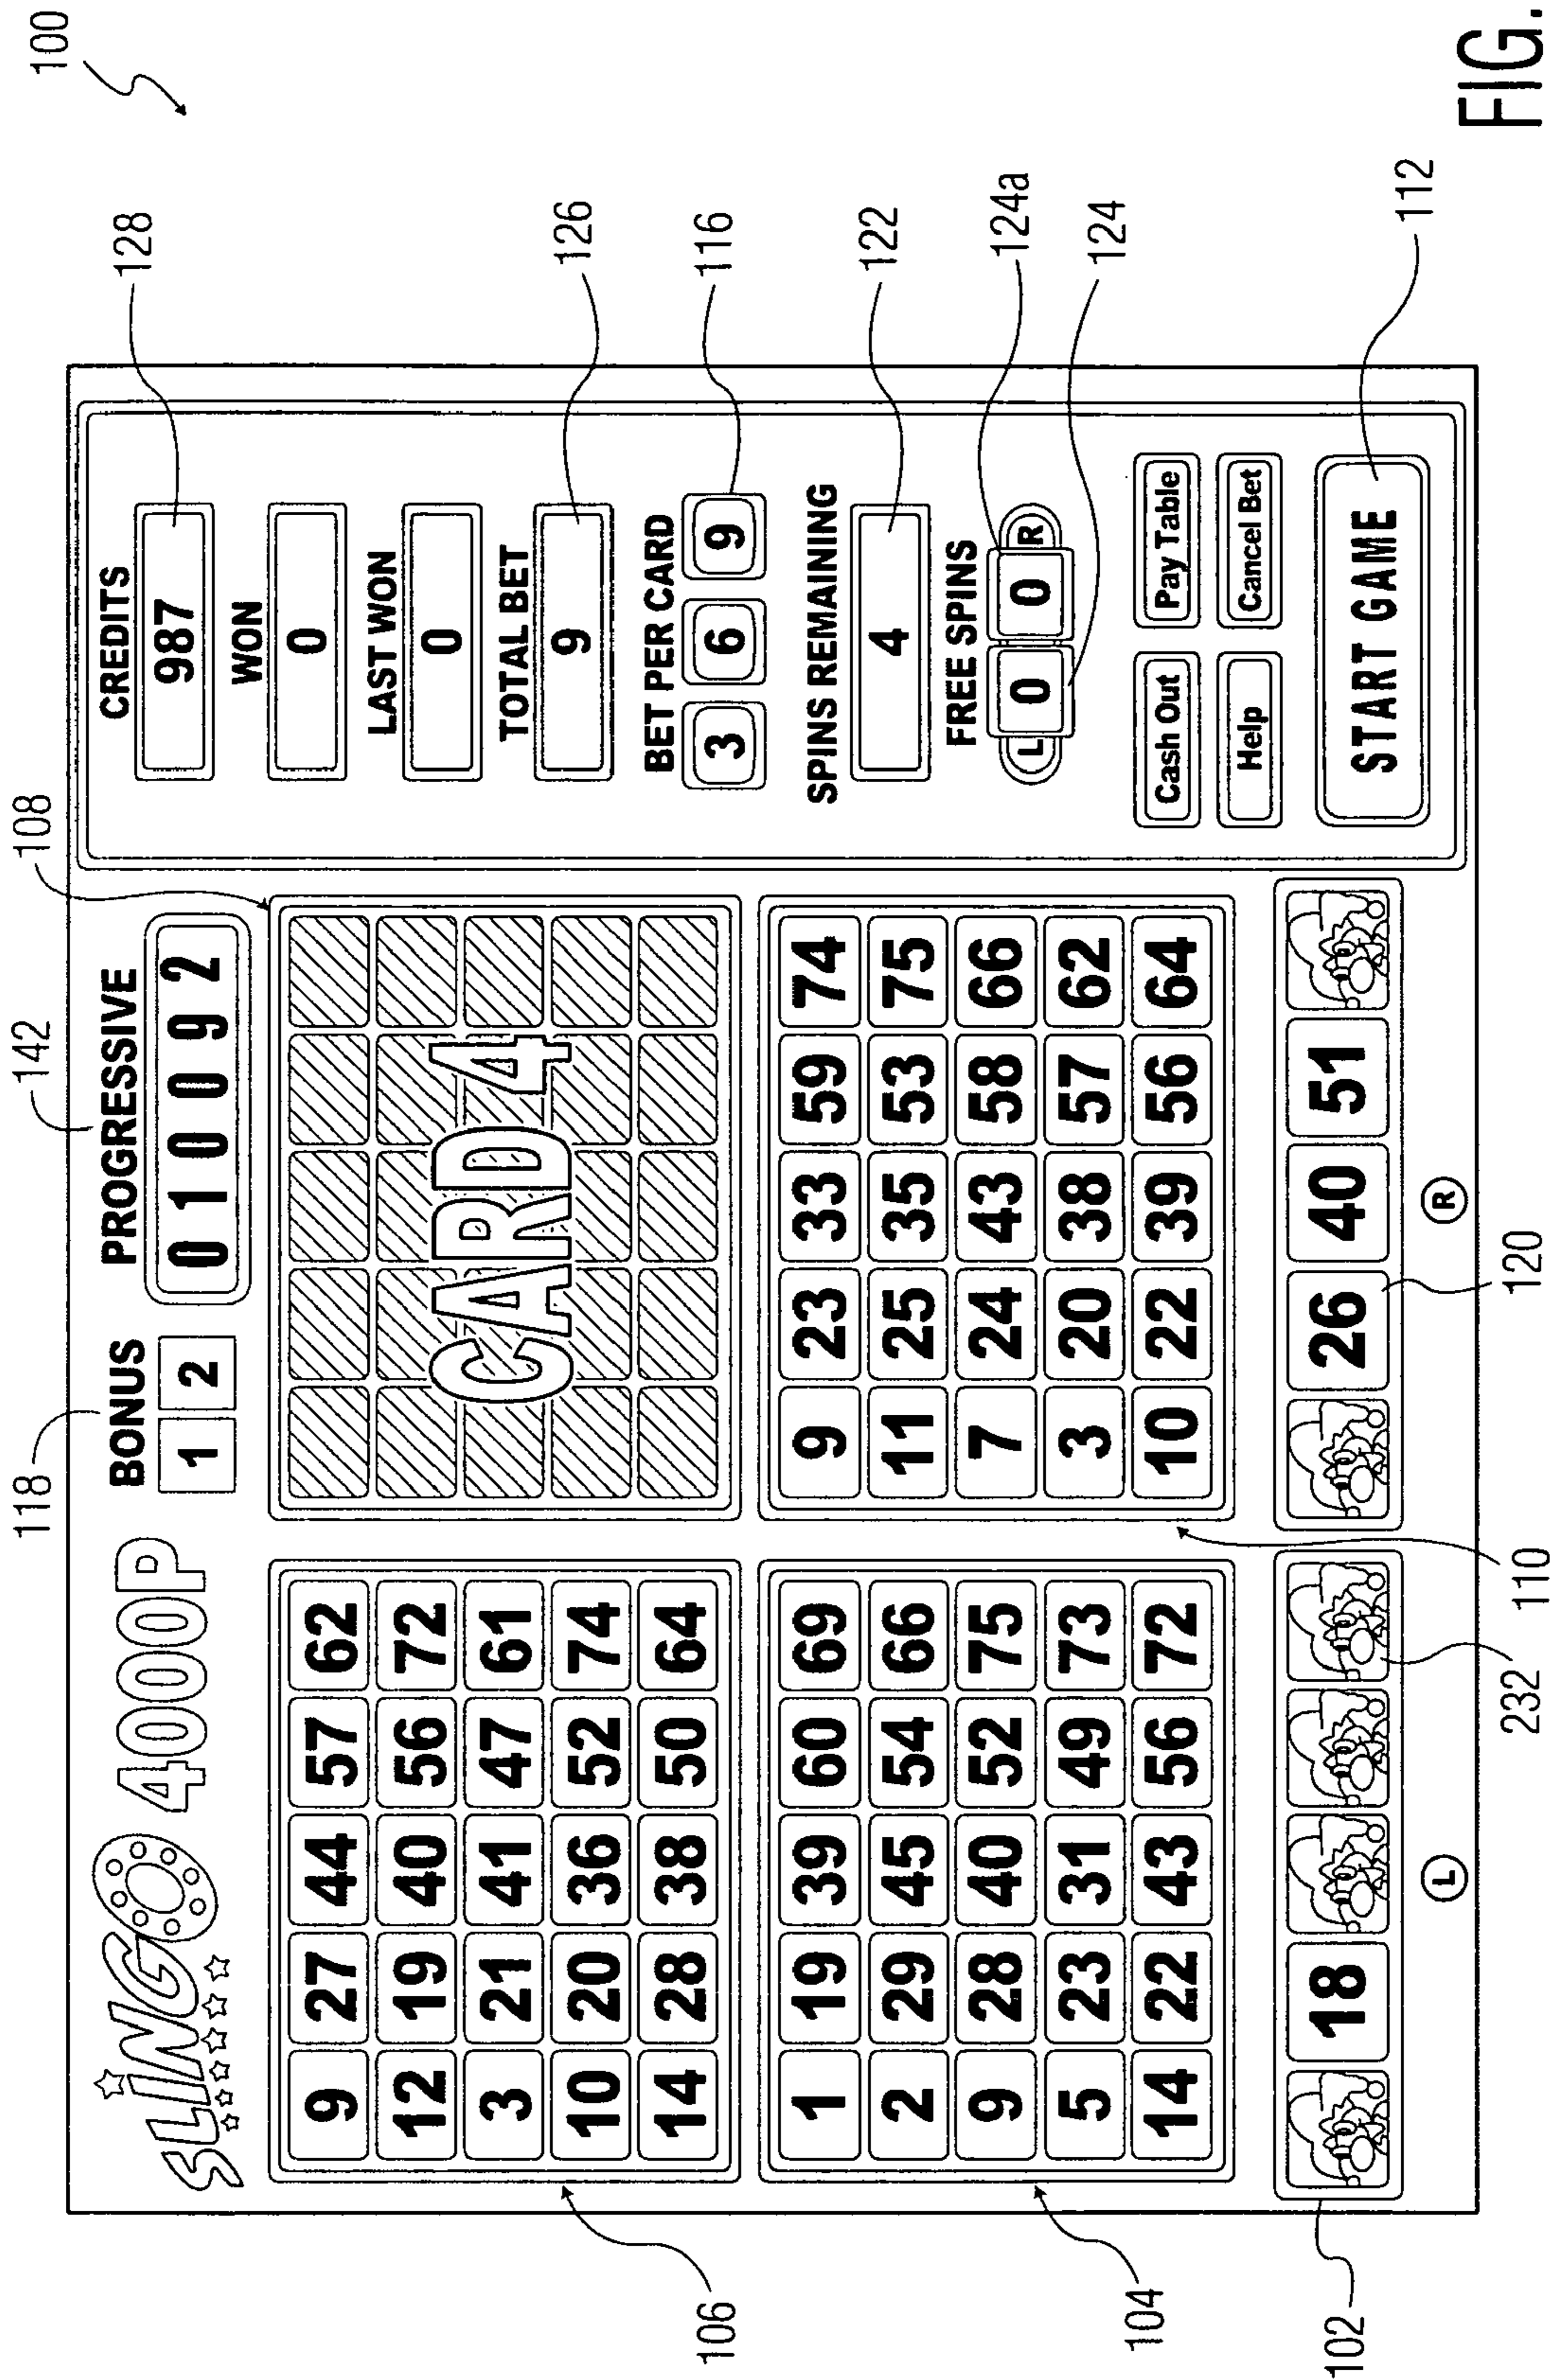 100
SLINGO 4000P
118
BONUS
1 2
142
PROGRESSIVE
0 1 0 0 9 2
108
106
9 27 44 57 62
12 19 40 56 72
3 21 41 47 61
10 20 36 52 74
14 28 38 50 64
CARD 4
104
1 19 39 60 69
2 29 45 54 66
9 28 40 52 75
5 23 31 49 73
14 22 43 56 72
9 23 33 59 74
11 25 35 53 75
7 24 43 58 66
3 20 38 57 62
10 22 39 56 64
110
102
18
232
L
26 40 51
120
R
CREDITS
987
128
WON
0
LAST WON
0
TOTAL BET
9
126
BET PER CARD
3 6 9
116
SPINS REMAINING
4
122
FREE SPINS
L 0 0 R
124a
124
Cash Out Pay Table
Help Cancel Bet
START GAME
112
FIG.